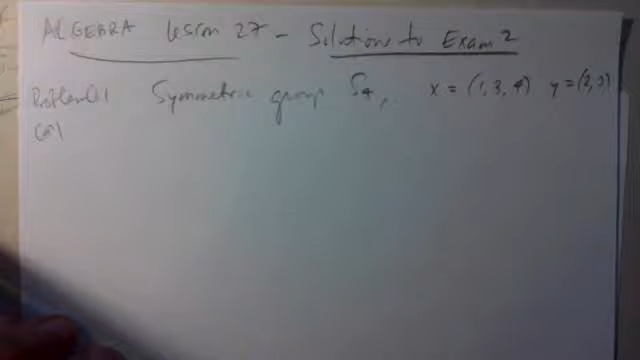 ALGEBRA Lesson 27 - Solutions to Exam 2
Problem 1 Symmetric group S4, x = (1,3,4) y = (2,3)
(a)